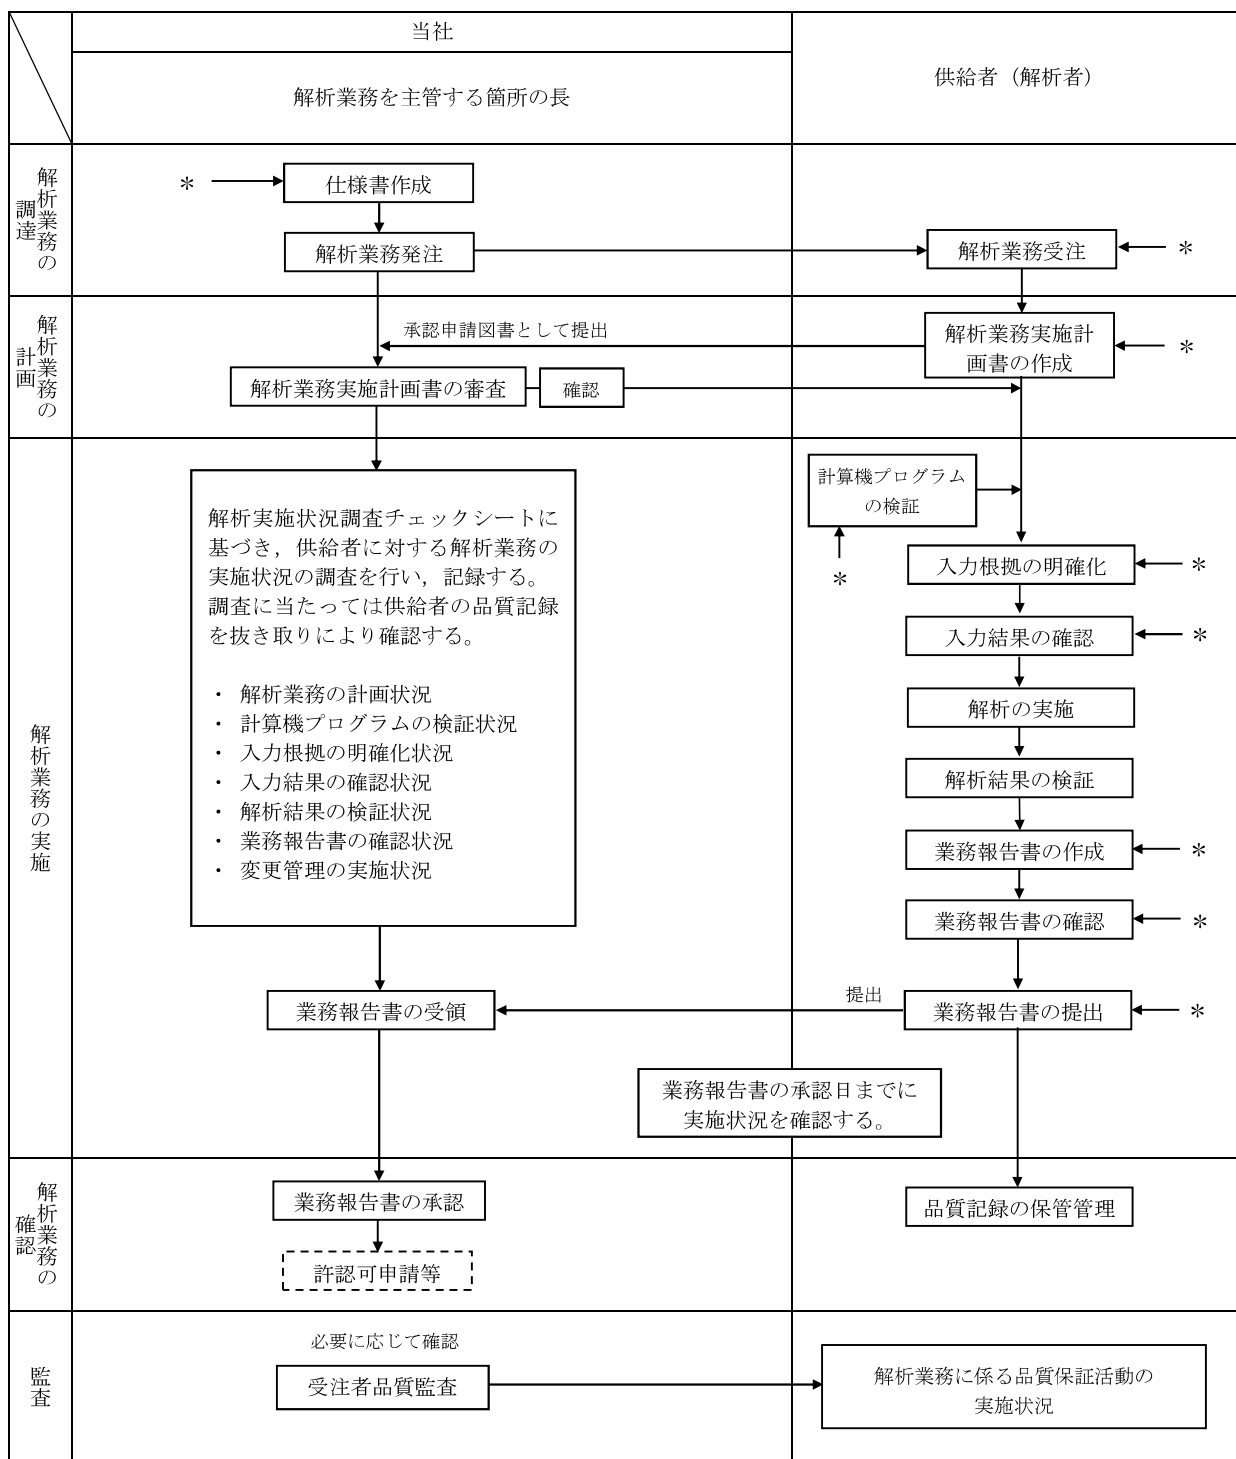 当社
解析業務を主管する箇所の長
供給者（解析者）
解析業務の
調達
＊
仕様書作成
解析業務発注
解析業務受注
＊
解析業務の
計画
承認申請図書として提出
解析業務実施計
画書の作成
＊
解析業務実施計画書の審査
確認
解析業務の実施
解析実施状況調査チェックシートに
基づき，供給者に対する解析業務の
実施状況の調査を行い，記録する。
調査に当たっては供給者の品質記録
を抜き取りにより確認する。
・ 解析業務の計画状況
・ 計算機プログラムの検証状況
・ 入力根拠の明確化状況
・ 入力結果の確認状況
・ 解析結果の検証状況
・ 業務報告書の確認状況
・ 変更管理の実施状況
計算機プログラム
の検証
＊
入力根拠の明確化
＊
入力結果の確認
＊
解析の実施
解析結果の検証
業務報告書の作成
＊
業務報告書の確認
＊
業務報告書の受領
提出
業務報告書の提出
＊
業務報告書の承認日までに
実施状況を確認する。
解析業務の
確認
業務報告書の承認
許認可申請等
品質記録の保管管理
監査
必要に応じて確認
受注者品質監査
解析業務に係る品質保証活動の
実施状況